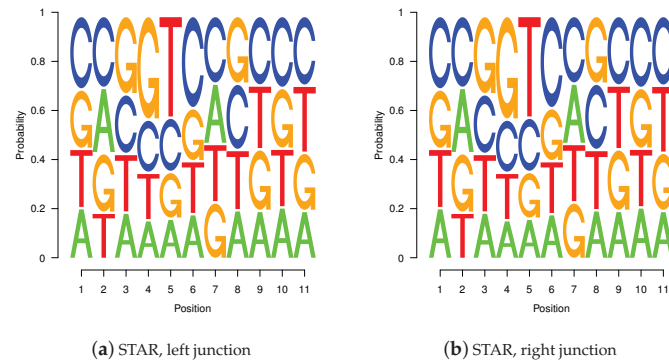 1
0.8
0.6
0.4
0.2
0
Probability
C C G G T C C G C C C
G A C C C G A C T G T
T G T T G T T T G T G
A T A A A A G A A A A
1 2 3 4 5 6 7 8 9 10 11
Position
(a) STAR, left junction
1
0.8
0.6
0.4
0.2
0
Probability
C C G G T C C G C C C
G A C C C G A C T G T
T G T T G T T T G T G
A T A A A A G A A A A
1 2 3 4 5 6 7 8 9 10 11
Position
(b) STAR, right junction